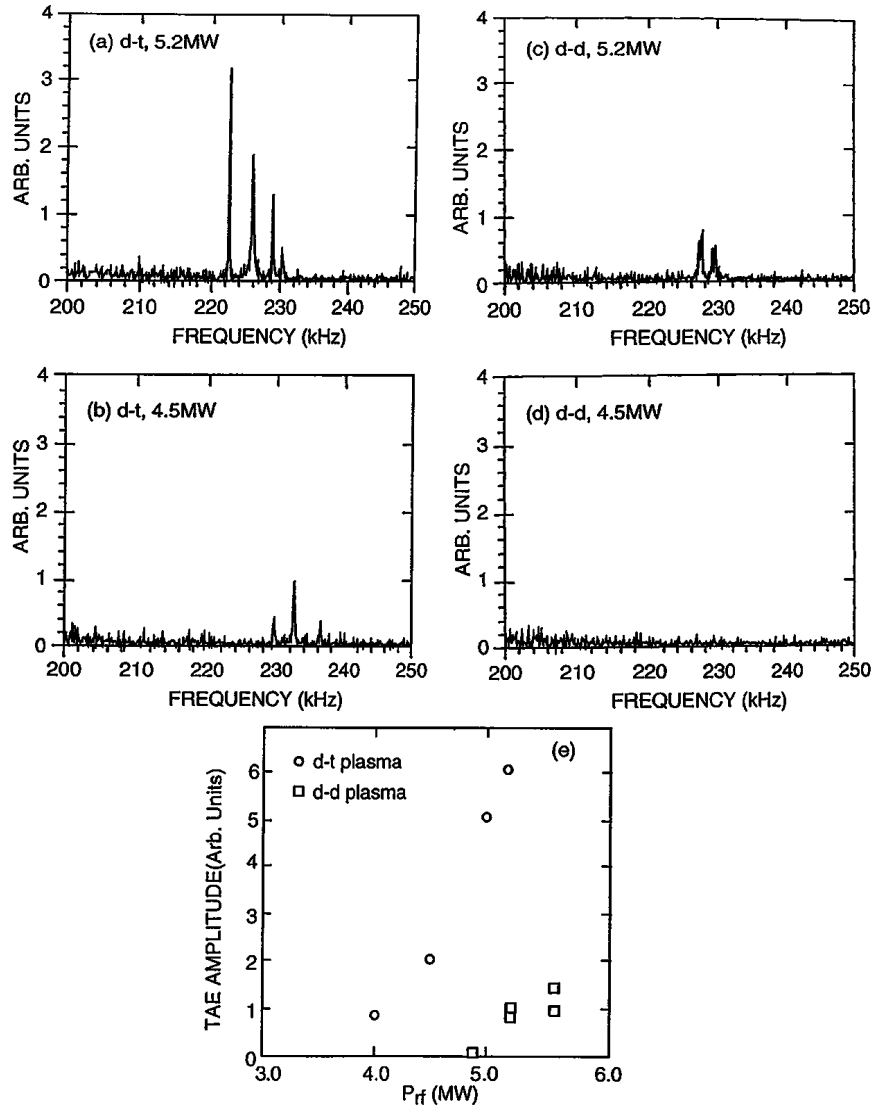 (a) d-t, 5.2MW
4
3
2
1
0
ARB. UNITS
200 210 220 230 240 250
FREQUENCY (kHz)
(c) d-d, 5.2MW
4
3
2
1
0
ARB. UNITS
200 210 220 230 240 250
FREQUENCY (kHz)
(b) d-t, 4.5MW
4
3
2
1
0
ARB. UNITS
200 210 220 230 240 250
FREQUENCY (kHz)
(d) d-d, 4.5MW
4
3
2
1
0
ARB. UNITS
200 210 220 230 240 250
FREQUENCY (kHz)
(e)
d-t plasma
d-d plasma
6
5
4
3
2
1
0
TAE AMPLITUDE(Arb. Units)
3.0 4.0 5.0 6.0
Prf (MW)